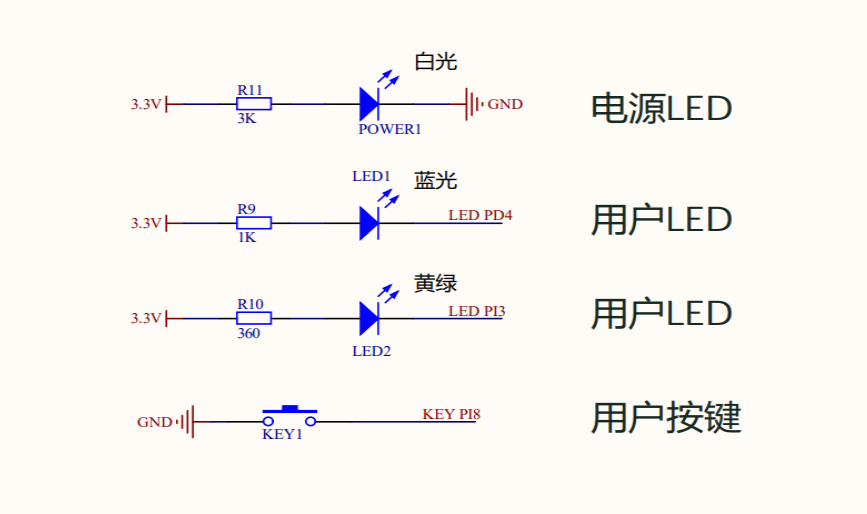 白光
R11
3.3V
GND
3K
POWER1
电源LED
LED1
蓝光
R9
3.3V
LED PD4
1K
用户LED
黄绿
R10
3.3V
LED PI3
360
LED2
用户LED
KEY PI8
GND
KEY1
用户按键